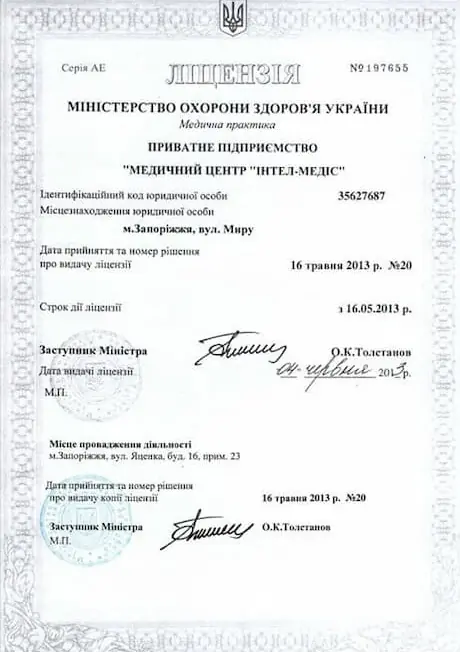 Серія АЕ
ЛІЦЕНЗІЯ
№197655
МІНІСТЕРСТВО ОХОРОНИ ЗДОРОВ'Я УКРАЇНИ
Медична практика
ПРИВАТНЕ ПІДПРИЄМСТВО
"МЕДИЧНИЙ ЦЕНТР "ІНТЕЛ-МЕДІС"
Ідентифікаційний код юридичної особи 35627687
Місцезнаходження юридичної особи
м.Запоріжжя, вул. Миру
Дата прийняття та номер рішення
про видачу ліцензії 16 травня 2013 р. №20
Строк дії ліцензії з 16.05.2013 р.
Заступник Міністра О.К.Толстанов
Дата видачі ліцензії 04 червня 2013р.
М.П.
Місце провадження діяльності
м.Запоріжжя, вул. Яценка, буд. 16, прим. 23
Дата прийняття та номер рішення
про видачу копії ліцензії 16 травня 2013 р. №20
Заступник Міністра О.К.Толстанов
М.П.